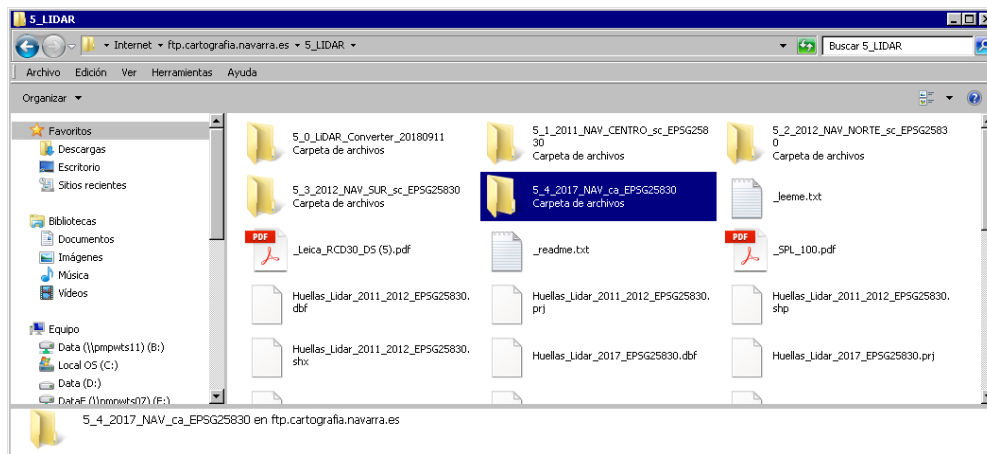 5_LIDAR
Internet ftp.cartografia.navarra.es 5_LIDAR
Buscar 5_LIDAR
Archivo Edición Ver Herramientas Ayuda
Organizar
Favoritos
Descargas
Escritorio
Sitios recientes
Bibliotecas
Documentos
Imágenes
Música
Vídeos
Equipo
Data (\\pmpwts11) (B:)
Local OS (C:)
Data (D:)
DataE (\\pmpwts07) (E:)
5_0_LiDAR_Converter_20180911
Carpeta de archivos
5_1_2011_NAV_CENTRO_sc_EPSG258
30
Carpeta de archivos
5_2_2012_NAV_NORTE_sc_EPSG2583
0
Carpeta de archivos
5_3_2012_NAV_SUR_sc_EPSG25830
Carpeta de archivos
5_4_2017_NAV_ca_EPSG25830
Carpeta de archivos
_leeme.txt
PDF
_Leica_RCD30_DS (5).pdf
_readme.txt
PDF
_SPL_100.pdf
Huellas_Lidar_2011_2012_EPSG25830.
dbf
Huellas_Lidar_2011_2012_EPSG25830.
prj
Huellas_Lidar_2011_2012_EPSG25830.
shp
Huellas_Lidar_2011_2012_EPSG25830.
shx
Huellas_Lidar_2017_EPSG25830.dbf
Huellas_Lidar_2017_EPSG25830.prj
5_4_2017_NAV_ca_EPSG25830 en ftp.cartografia.navarra.es